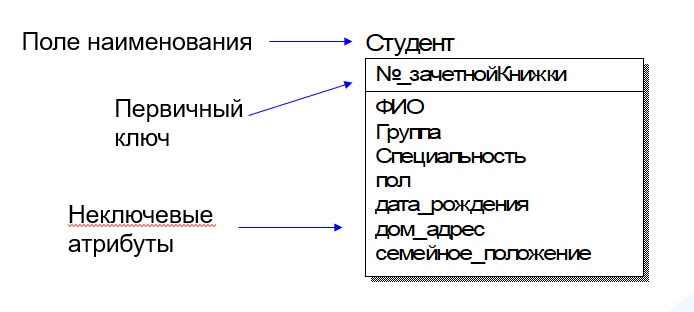 Поле наименования
Студент
№_зачетнойКнижки
Первичный
ключ
ФИО
Группа
Специальность
пол
дата_рождения
дом_адрес
семейное_положение
Неключевые
атрибуты